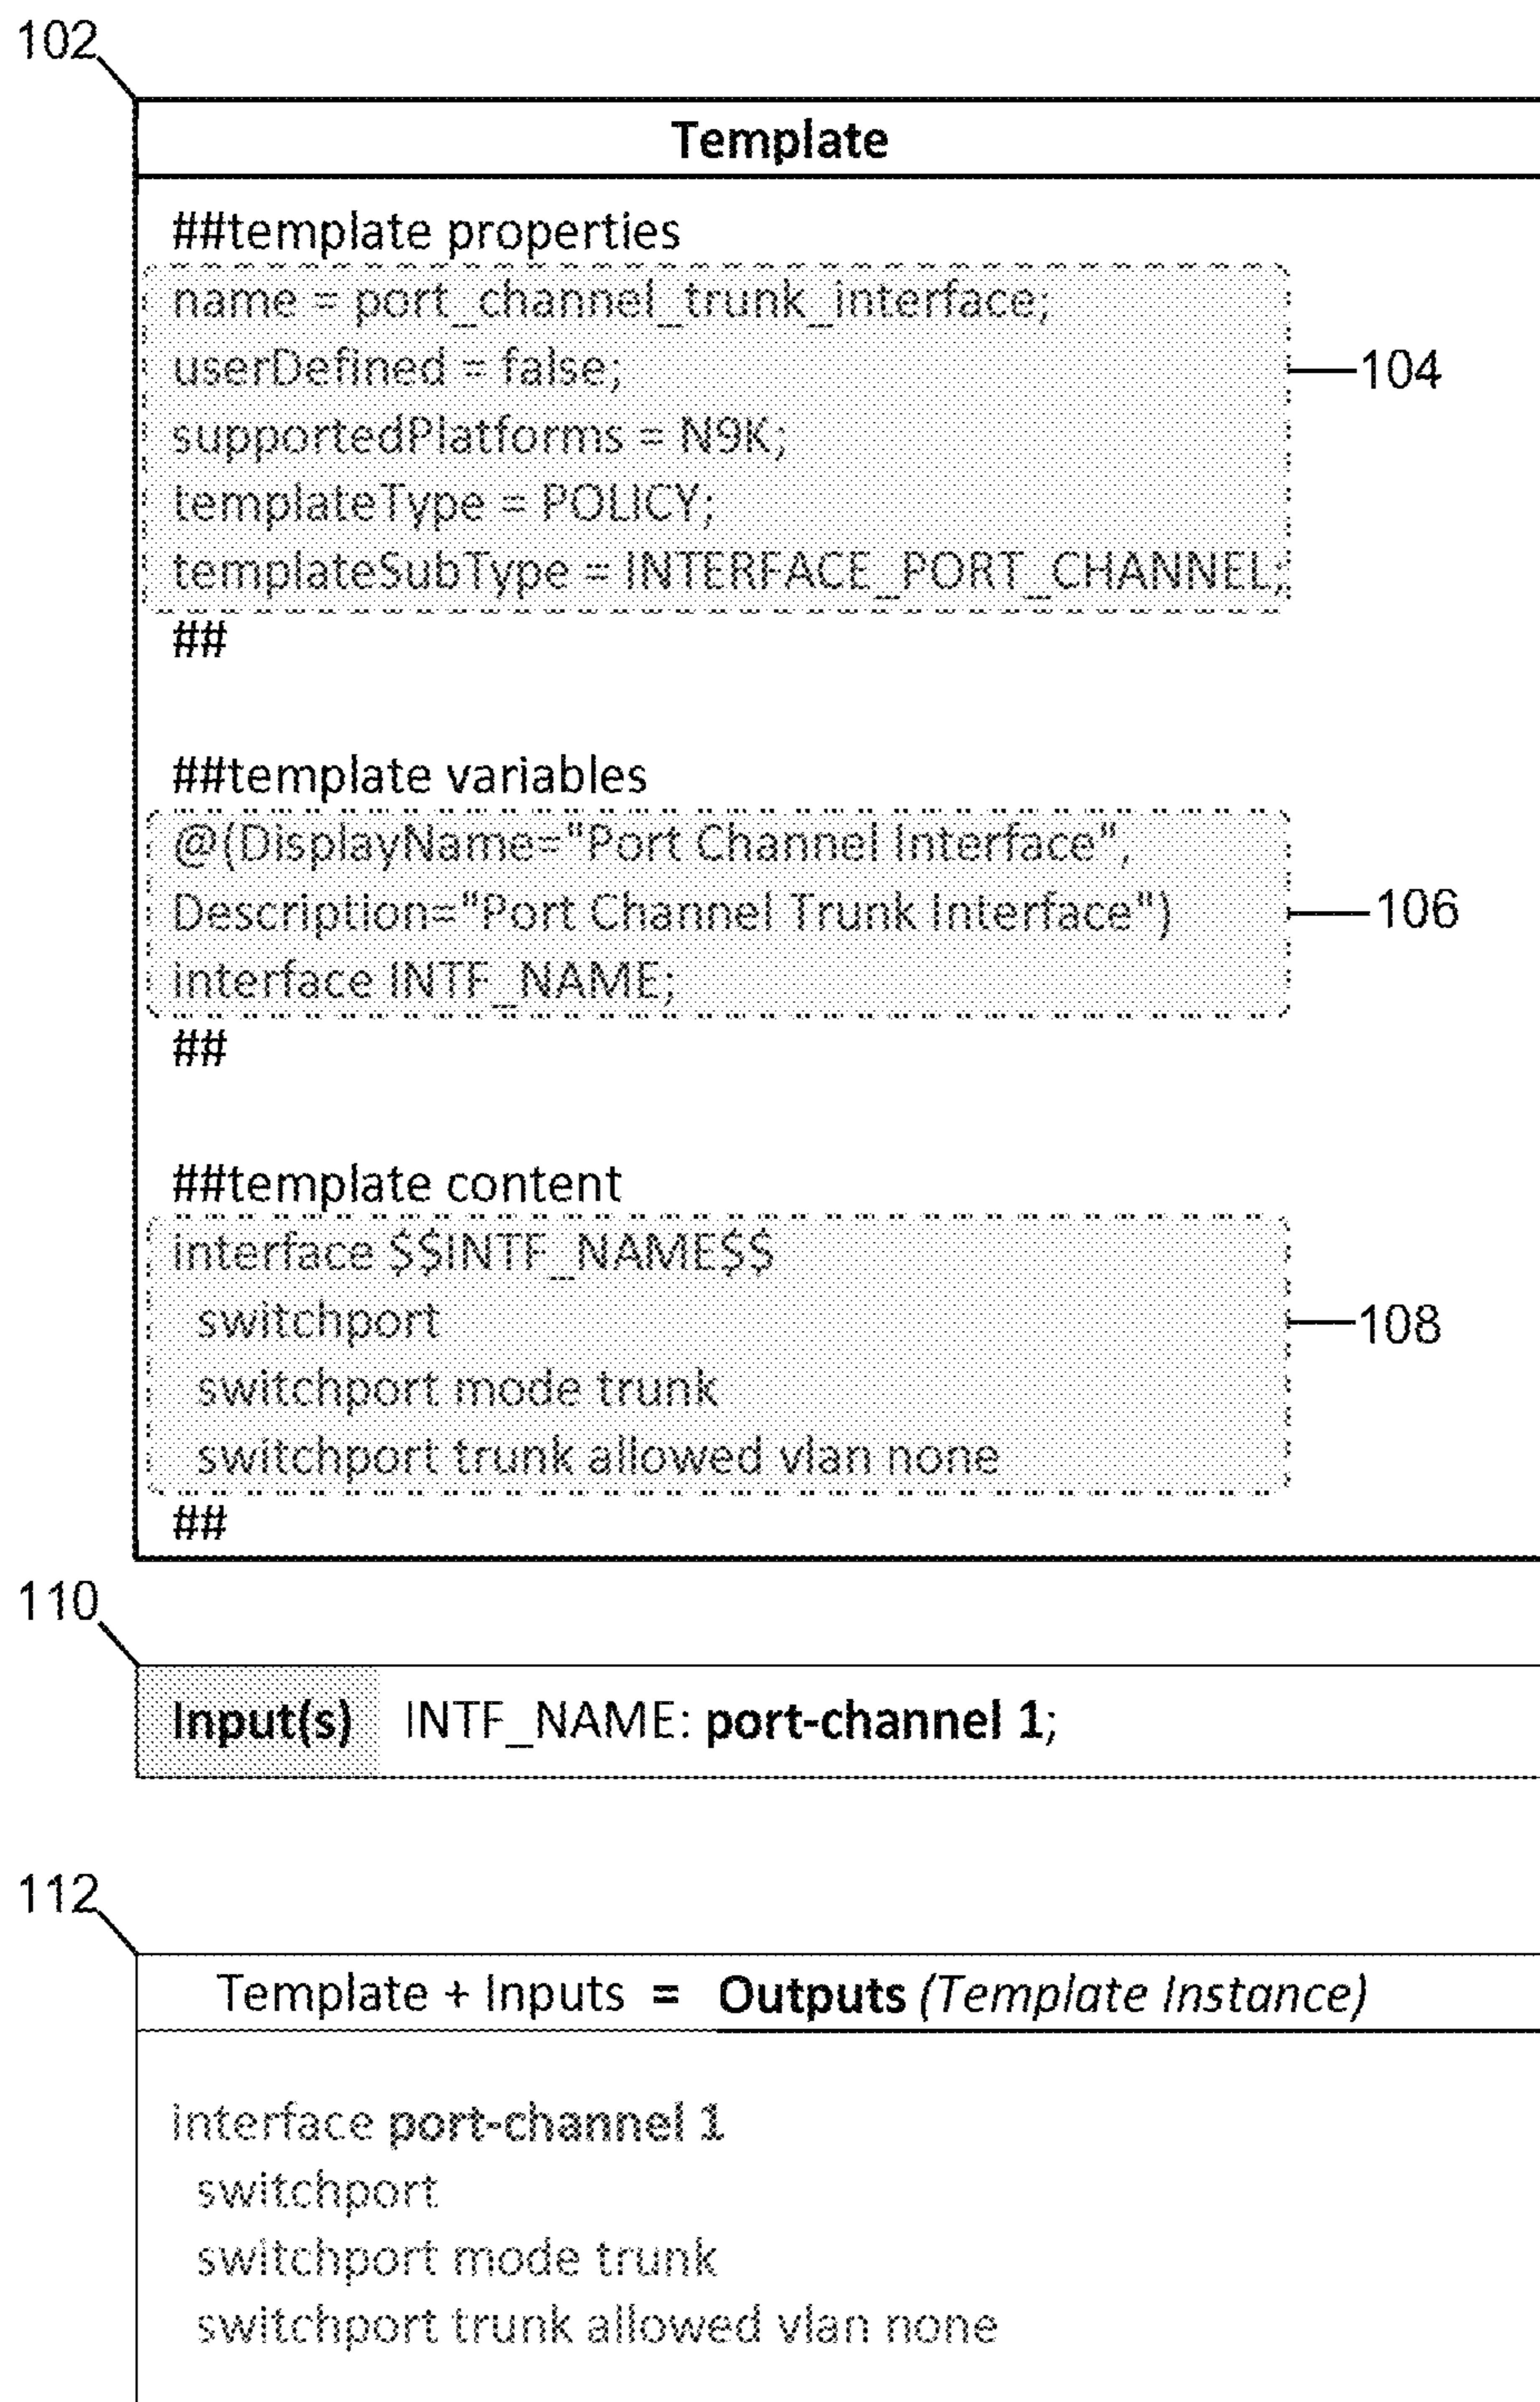 102
Template
##template properties
name = port_channel_trunk_interface;
userDefined = false;
104
supportedPlatforms = N9K;
templateType = POLICY;
templateSubType = INTERFACE_PORT_CHANNEL;
##
##template variables
@(DisplayName="Port Channel Interface",
Description="Port Channel Trunk Interface")
106
interface INTF_NAME;
##
##template content
interface $$INTF_NAME$$
switchport
108
switchport mode trunk
switchport trunk allowed vlan none
##
110
Input(s) INTF_NAME: port-channel 1;
112
Template + Inputs = Outputs (Template Instance)
interface port-channel 1
switchport
switchport mode trunk
switchport trunk allowed vlan none